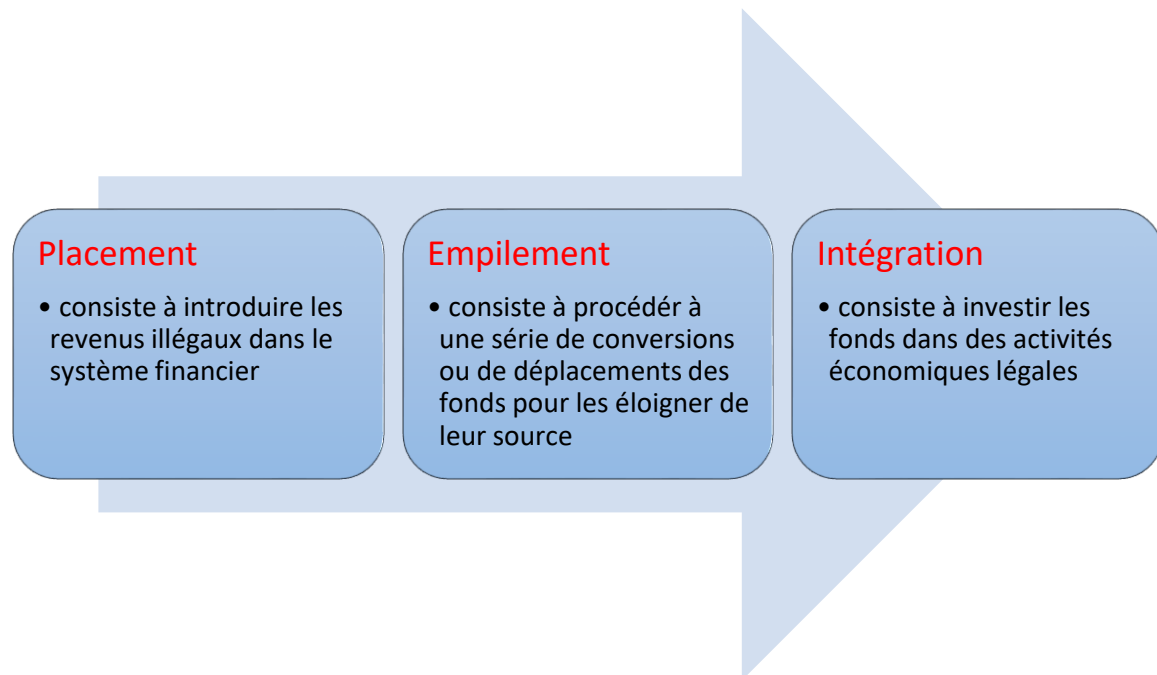 Placement
• consiste à introduire les
revenus illégaux dans le
système financier
Empilement
• consiste à procédér à
une série de conversions
ou de déplacements des
fonds pour les éloigner de
leur source
Intégration
• consiste à investir les
fonds dans des activités
économiques légales